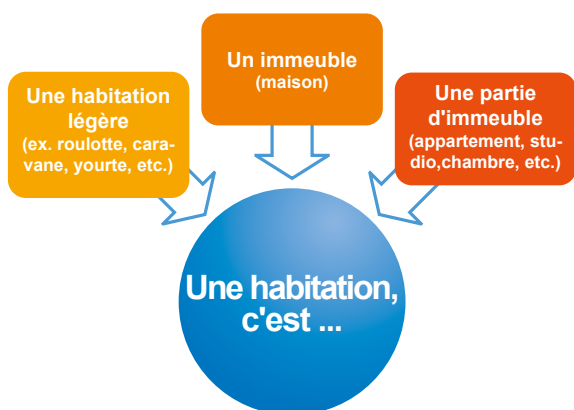 Un immeuble
(maison)
Une habitation
légère
(ex. roulotte, cara-
vane, yourte, etc.)
Une partie
d'immeuble
(appartement, stu-
dio,chambre, etc.)
Une habitation,
c'est ...